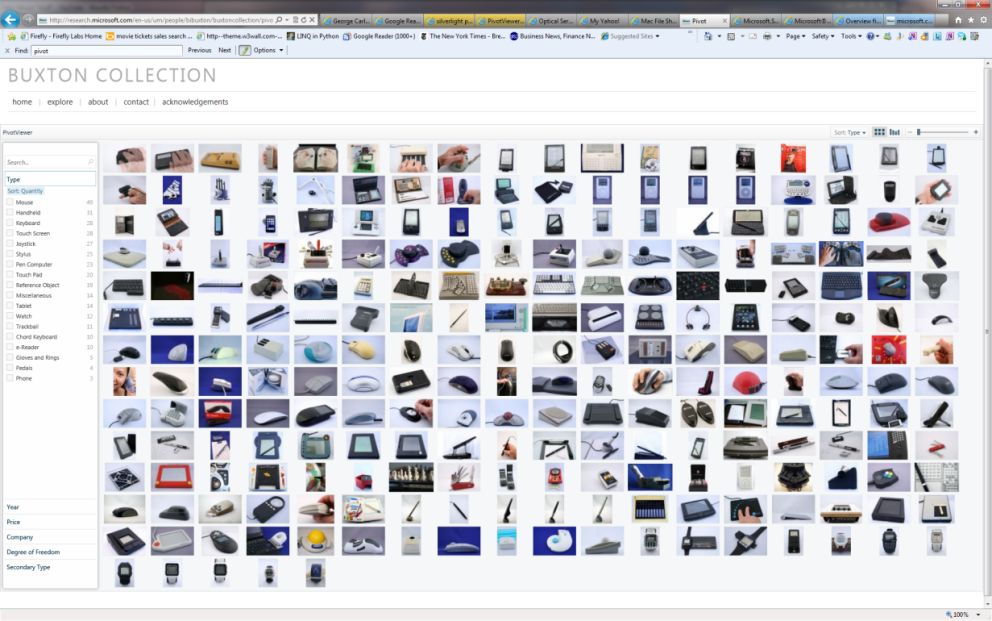 http://research.microsoft.com/en-us/um/people/bibuxton/buxtoncollection/pivo
George Carl...
Google Rea...
silverlight p...
PivotViewer...
Optical Ser...
My Yahoo!
Mac File Sh...
Pivot
Microsoft S...
Microsoft®...
Overview fi...
microsoft.c...
Firefly - Firefly Labs Home
movie tickets sales search ...
http--theme.w3wall.com-...
LINQ in Python
Google Reader (1000+)
The New York Times - Bre...
Business News, Finance N...
Suggested Sites
Page
Safety
Tools
Find: pivot
Previous
Next
Options
BUXTON COLLECTION
home | explore | about | contact | acknowledgements
PivotViewer
Sort: Type
Search...
Type
Sort: Quantity
Mouse 49
Handheld 31
Keyboard 28
Touch Screen 28
Joystick 27
Stylus 25
Pen Computer 23
Touch Pad 20
Reference Object 19
Miscellaneous 14
Tablet 14
Watch 12
Trackball 11
Chord Keyboard 10
e-Reader 10
Gloves and Rings 5
Pedals 4
Phone 3
Year
Price
Company
Degree of Freedom
Secondary Type
100%